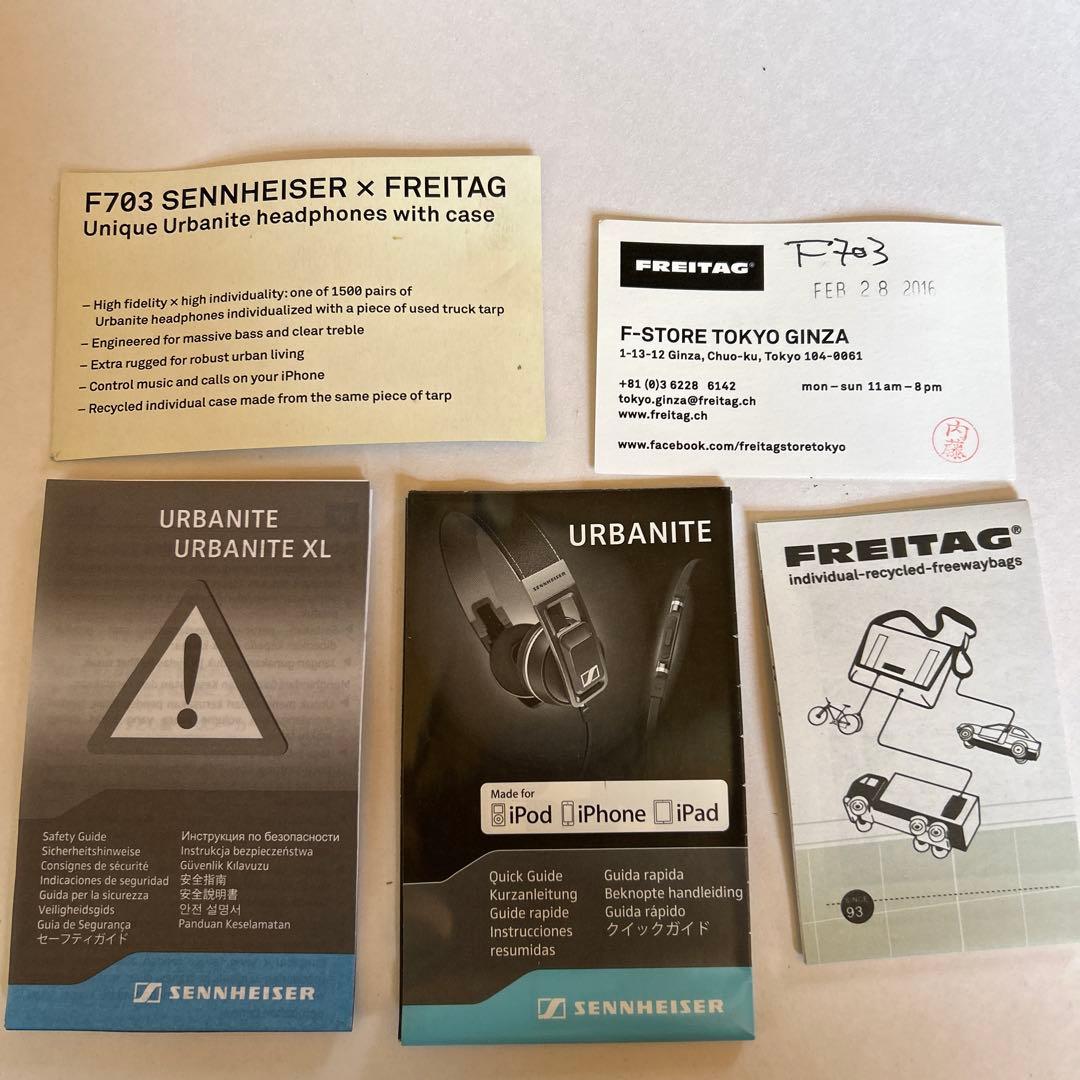 F703 SENNHEISER × FREITAG
Unique Urbanite headphones with case
– High fidelity × high individuality: one of 1500 pairs of
Urbanite headphones individualized with a piece of used truck tarp
– Engineered for massive bass and clear treble
– Extra rugged for robust urban living
– Control music and calls on your iPhone
– Recycled individual case made from the same piece of tarp
FREITAG®
F703
FEB 28 2016
F-STORE TOKYO GINZA
1-13-12 Ginza, Chuo-ku, Tokyo 104-0061
+81 (0)3 6228 6142 mon – sun 11am – 8pm
tokyo.ginza@freitag.ch
www.freitag.ch
www.facebook.com/freitagstoretokyo
内藤
URBANITE
URBANITE XL
Safety Guide
Sicherheitshinweise
Consignes de sécurité
Indicaciones de seguridad
Guida per la sicurezza
Veiligheidsgids
Guia de Segurança
セーフティガイド
Инструкция по безопасности
Instrukcja bezpieczeństwa
Güvenlik Kılavuzu
安全指南
安全說明書
안전 설명서
Panduan Keselamatan
SENNHEISER
URBANITE
SENNHEISER
Made for
iPod iPhone iPad
Quick Guide
Kurzanleitung
Guide rapide
Instrucciones
resumidas
Guida rapida
Beknopte handleiding
Guida rápido
クイックガイド
SENNHEISER
FREITAG®
individual-recycled-freewaybags
SINCE
93